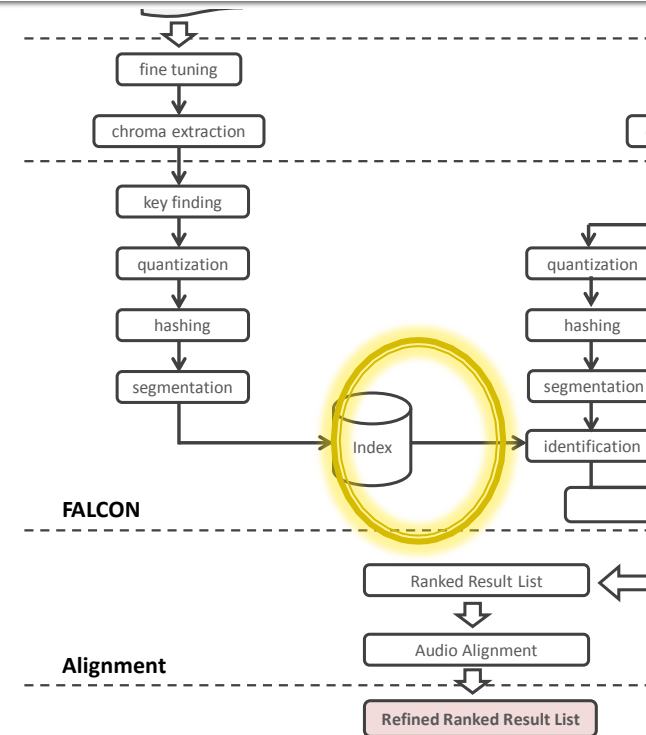 fine tuning
chroma extraction
key finding
quantization
quantization
hashing
hashing
segmentation
segmentation
Index
identification
FALCON
Ranked Result List
Audio Alignment
Alignment
Refined Ranked Result List